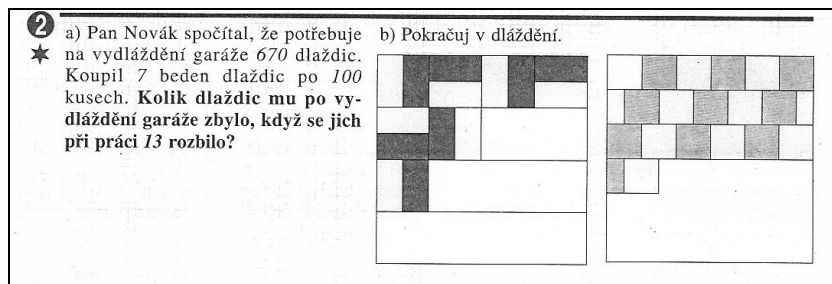 2
a) Pan Novák spočítal, že potřebuje
na vydláždění garáže 670 dlaždic.
Koupil 7 beden dlaždic po 100
kusech. Kolik dlaždic mu po vy-
dláždění garáže zbylo, když se jich
při práci 13 rozbilo?
b) Pokračuj v dláždění.